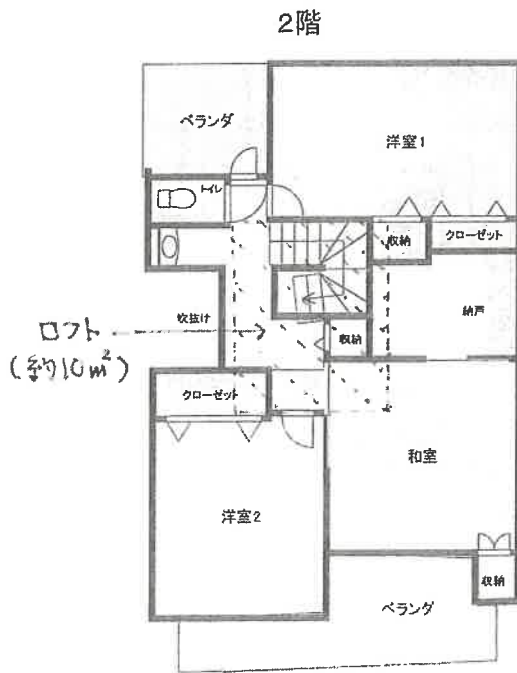 2階
ベランダ
洋室1
トイレ
収納
クローゼット
吹抜け
納戸
ロフト
(約10m²)
収納
クローゼット
和室
洋室2
収納
ベランダ